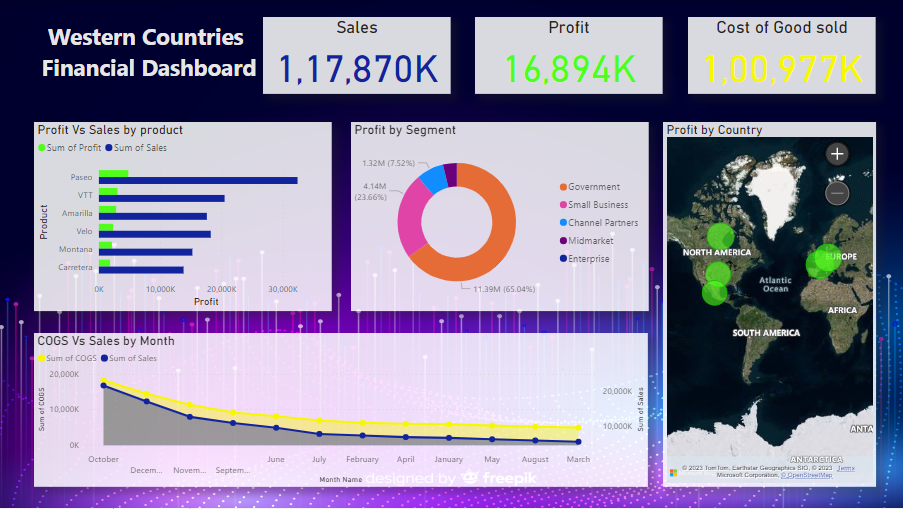 Western Countries
Financial Dashboard
Sales
1,17,870K
Profit
16,894K
Cost of Good sold
1,00,977K
Profit Vs Sales by product
Sum of Profit Sum of Sales
Product
Paseo
VTT
Amarilla
Velo
Montana
Carretera
0K 10,000K 20,000K 30,000K
Profit
Profit by Segment
1.32M (7.52%)
4.14M
(23.66%)
11.39M (65.04%)
Government
Small Business
Channel Partners
Midmarket
Enterprise
Profit by Country
+
−
NORTH AMERICA
EUROPE
Atlantic
Ocean
AFRICA
SOUTH AMERICA
ANTA
ANTARCTICA
© 2023 TomTom, Earthstar Geographics SIO, © 2023 Terms
Microsoft Corporation, © OpenStreetMap
COGS Vs Sales by Month
Sum of COGS Sum of Sales
Sum of COGS
20,000K
10,000K
0K
Sum of Sales
20,000K
10,000K
October Decem... Novem... Septem... June July February April January May August March
Month Name
designed by freepik